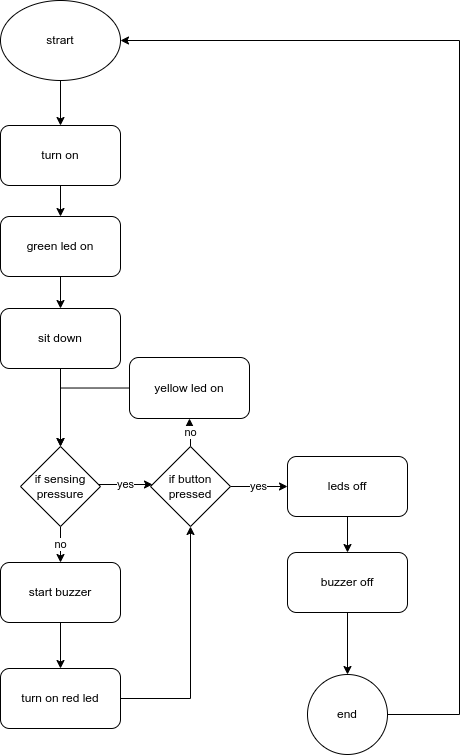 strart
turn on
green led on
sit down
yellow led on
no
if sensing
pressure
yes
if button
pressed
yes
leds off
no
start buzzer
buzzer off
turn on red led
end